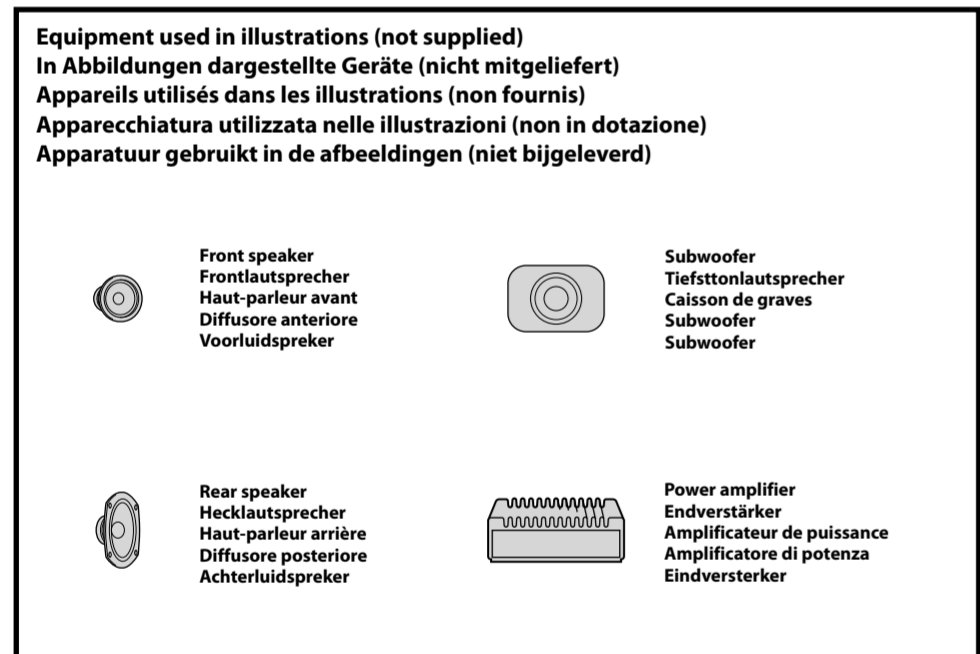 Equipment used in illustrations (not supplied)
In Abbildungen dargestellte Geräte (nicht mitgeliefert)
Appareils utilisés dans les illustrations (non fournis)
Apparecchiatura utilizzata nelle illustrazioni (non in dotazione)
Apparatuur gebruikt in de afbeeldingen (niet bijgeleverd)
Front speaker
Frontlautsprecher
Haut-parleur avant
Diffusore anteriore
Voorluidspreker
Subwoofer
Tiefsttonlautsprecher
Caisson de graves
Subwoofer
Subwoofer
Rear speaker
Hecklautsprecher
Haut-parleur arrière
Diffusore posteriore
Achterluidspreker
Power amplifier
Endverstärker
Amplificateur de puissance
Amplificatore di potenza
Eindversterker